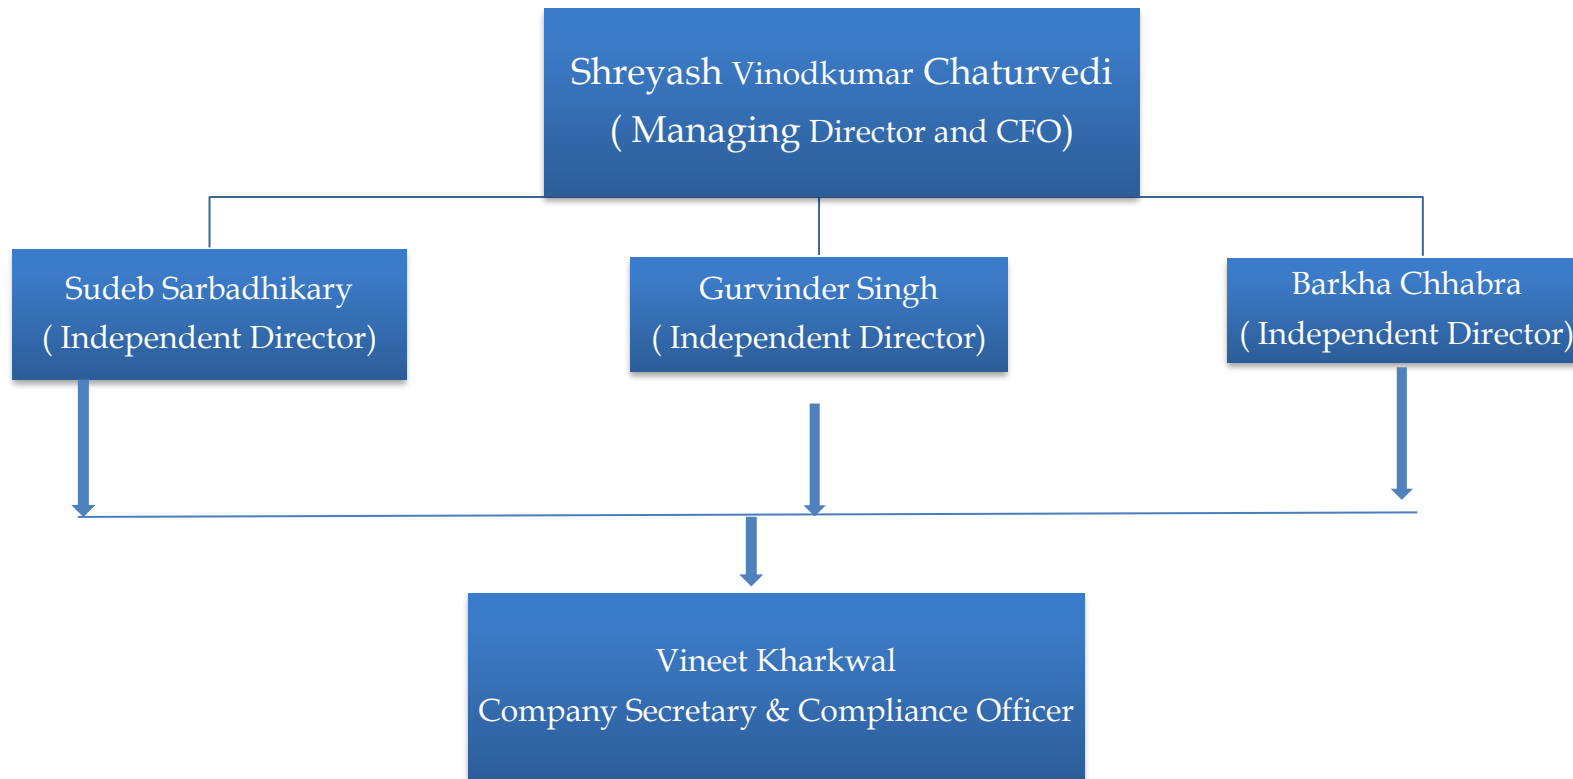 Shreyash Vinodkumar Chaturvedi
( Managing Director and CFO)
Sudeb Sarbadhikary
( Independent Director)
Gurvinder Singh
( Independent Director)
Barkha Chhabra
( Independent Director)
Vineet Kharkwal
Company Secretary & Compliance Officer